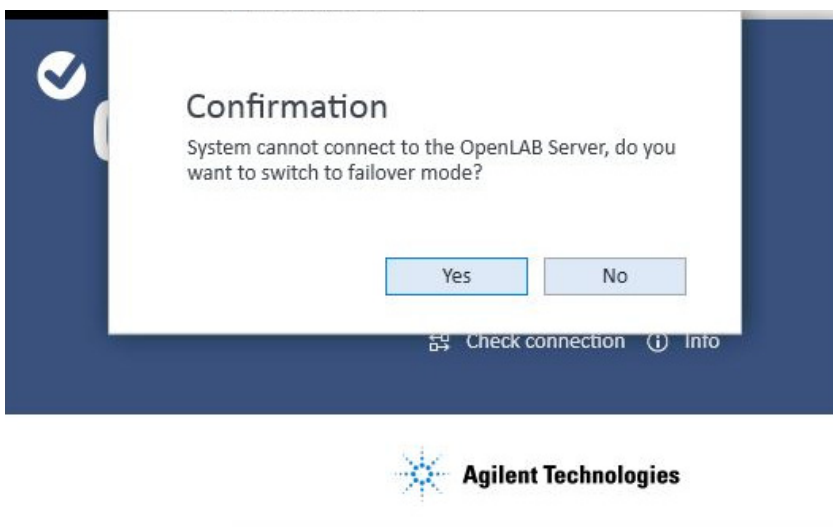 Confirmation
System cannot connect to the OpenLAB Server, do you
want to switch to failover mode?
Yes No
Check connection Info
Agilent Technologies